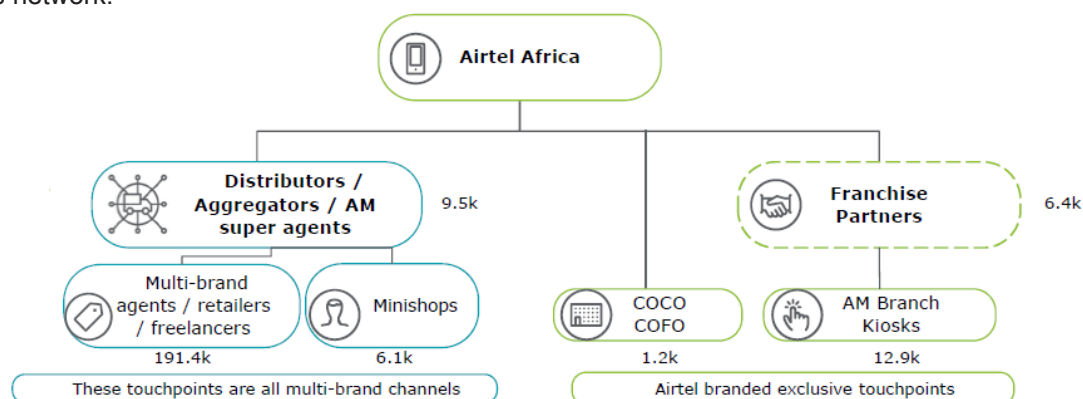 s network.
Airtel Africa
Distributors /
Aggregators / AM
super agents
9.5k
Franchise
Partners
6.4k
Multi-brand
agents / retailers
/ freelancers
191.4k
Minishops
6.1k
COCO
COFO
1.2k
AM Branch
Kiosks
12.9k
These touchpoints are all multi-brand channels
Airtel branded exclusive touchpoints